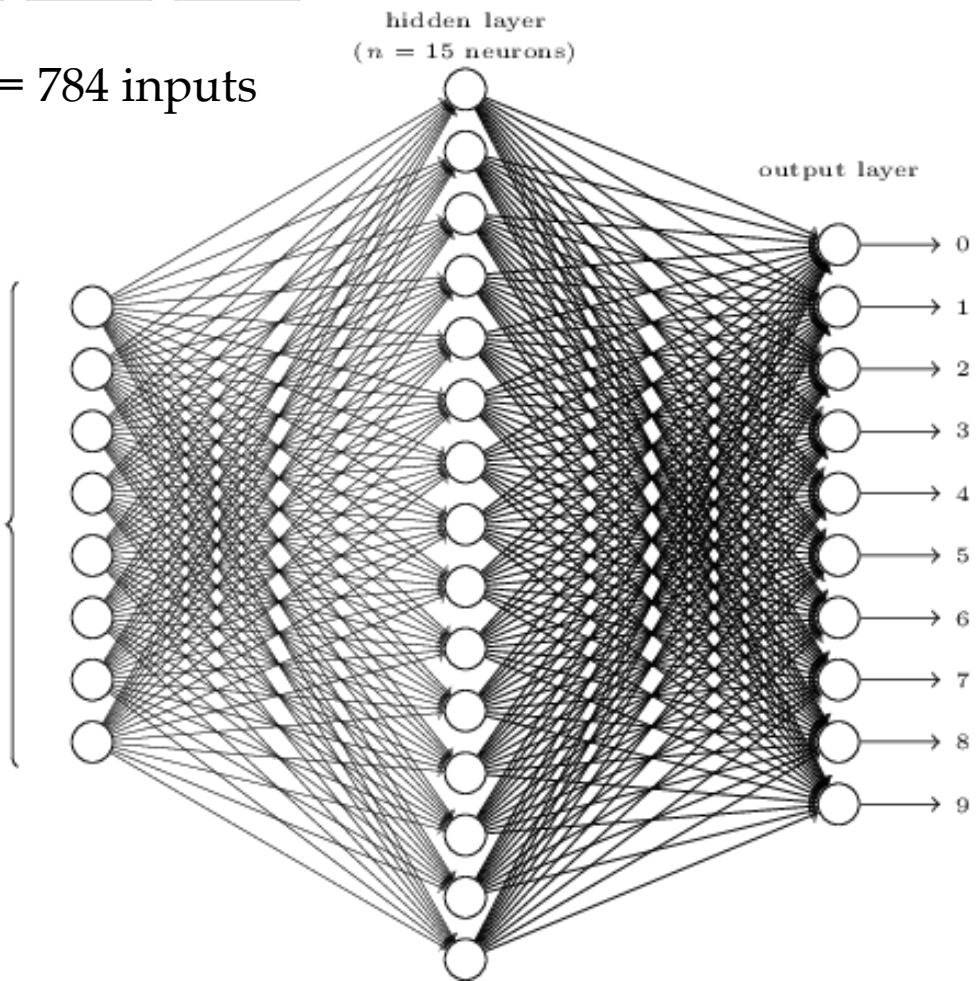 hidden layer
(n = 15 neurons)
= 784 inputs
output layer
0
1
2
3
4
5
6
7
8
9